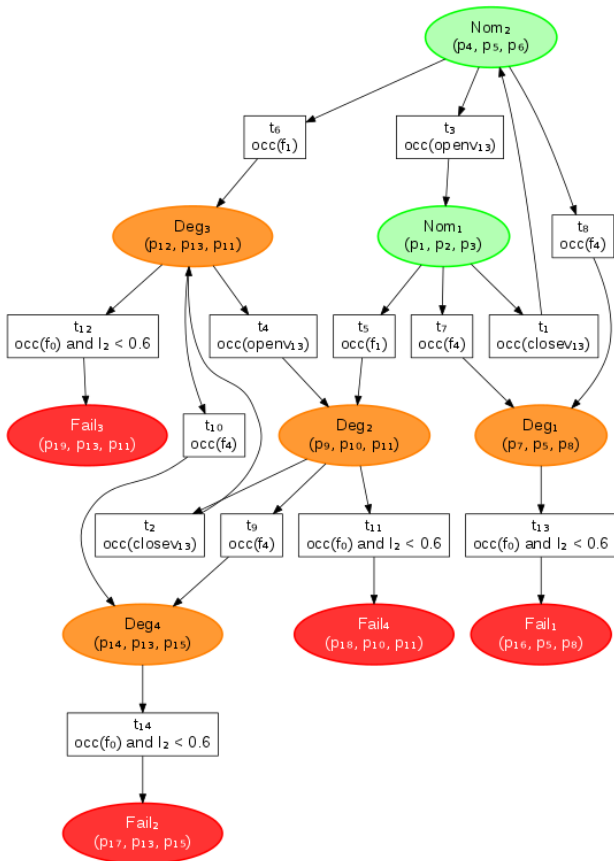 Nom₂
(p₄, p₅, p₆)
t₆
occ(f₁)
t₃
occ(openv₁₃)
Deg₃
(p₁₂, p₁₃, p₁₁)
Nom₁
(p₁, p₂, p₃)
t₈
occ(f₄)
t₁₂
occ(f₀) and l₂ < 0.6
t₄
occ(openv₁₃)
t₅
occ(f₁)
t₇
occ(f₄)
t₁
occ(closev₁₃)
Fail₃
(p₁₉, p₁₃, p₁₁)
t₁₀
occ(f₄)
Deg₂
(p₉, p₁₀, p₁₁)
Deg₁
(p₇, p₅, p₈)
t₂
occ(closev₁₃)
t₉
occ(f₄)
t₁₁
occ(f₀) and l₂ < 0.6
t₁₃
occ(f₀) and l₂ < 0.6
Deg₄
(p₁₄, p₁₃, p₁₅)
Fail₄
(p₁₈, p₁₀, p₁₁)
Fail₁
(p₁₆, p₅, p₈)
t₁₄
occ(f₀) and l₂ < 0.6
Fail₂
(p₁₇, p₁₃, p₁₅)